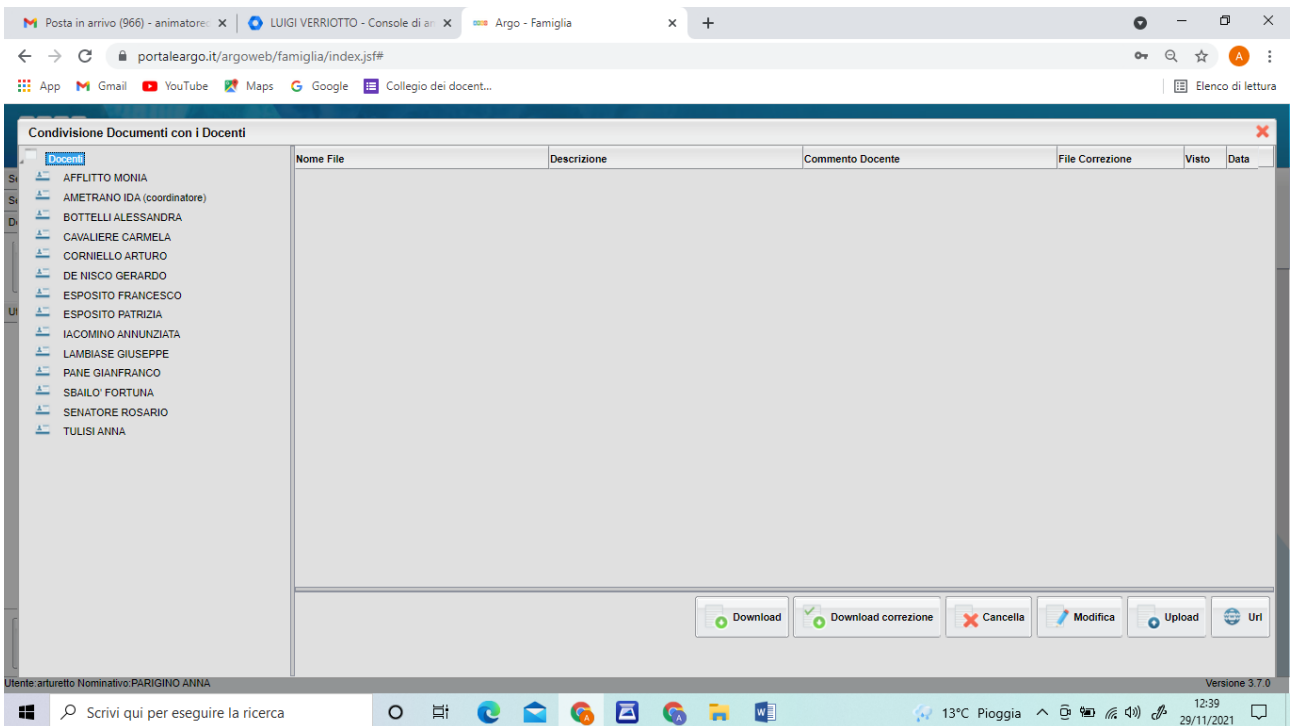 Posta in arrivo (966) - animatorec
LUIGI VERRIOTTO - Console di am
Argo - Famiglia
portaleargo.it/argoweb/famiglia/index.jsf#
A
App Gmail YouTube Maps Google Collegio dei docent... Elenco di lettura
Condivisione Documenti con i Docenti
Docenti
Nome File Descrizione Commento Docente File Correzione Visto Data
AFFLITTO MONIA
AMETRANO IDA (coordinatore)
BOTTELLI ALESSANDRA
CAVALIERE CARMELA
CORNIELLO ARTURO
DE NISCO GERARDO
ESPOSITO FRANCESCO
ESPOSITO PATRIZIA
IACOMINO ANNUNZIATA
LAMBIASE GIUSEPPE
PANE GIANFRANCO
SBAILO' FORTUNA
SENATORE ROSARIO
TULISI ANNA
Download Download correzione Cancella Modifica Upload Url
Utente:arturetto Nominativo:PARIGINO ANNA Versione 3.7.0
Scrivi qui per eseguire la ricerca
13°C Pioggia
12:39
29/11/2021